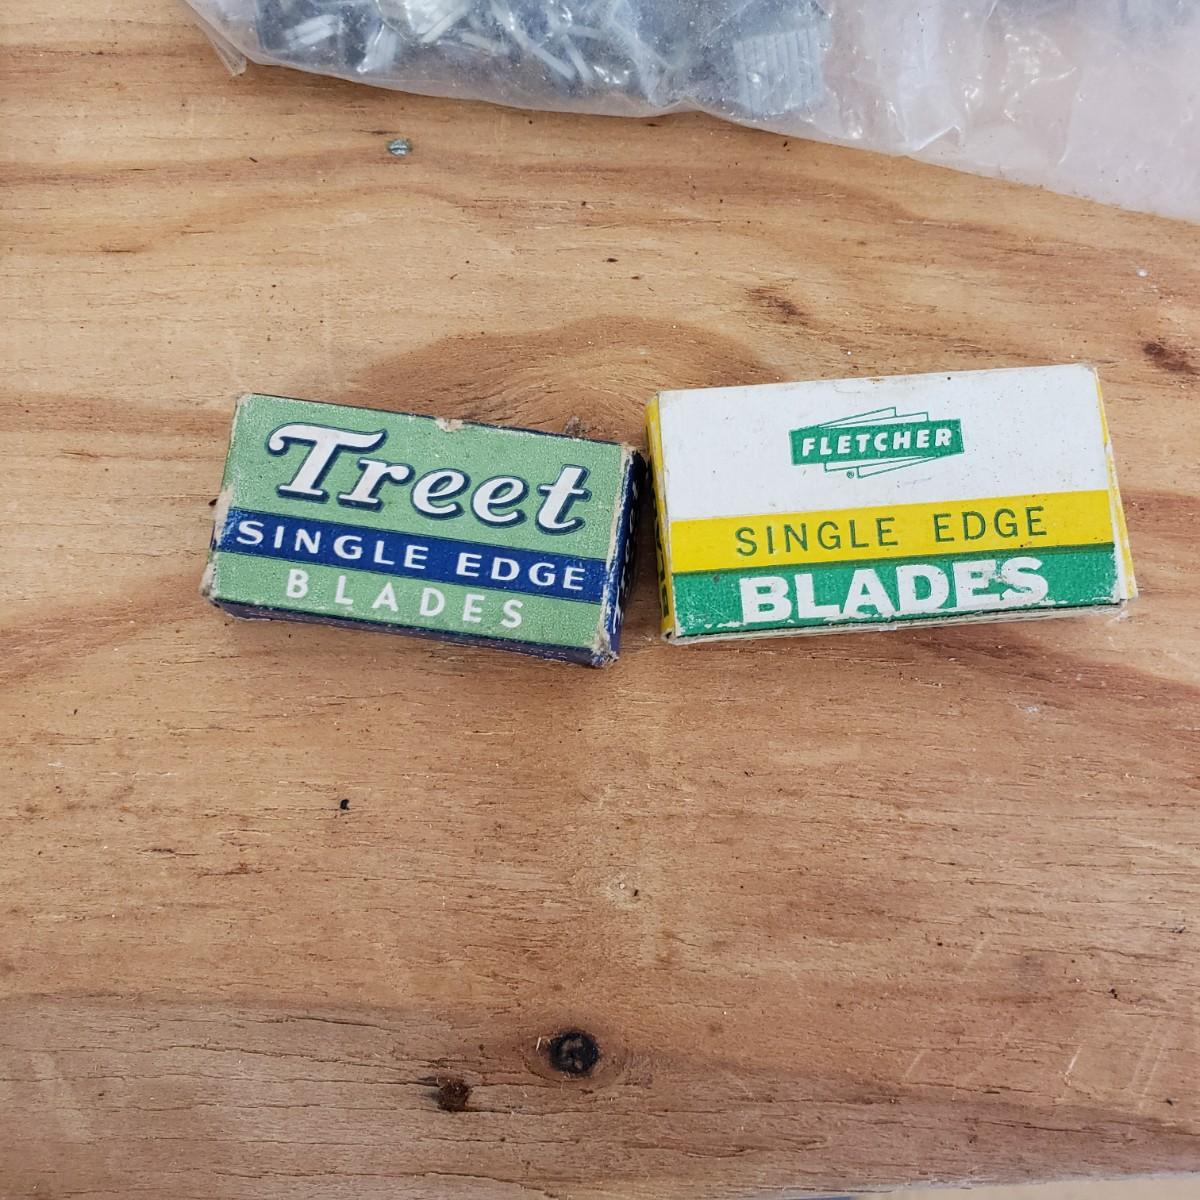 Treet
SINGLE EDGE
BLADES
FLETCHER
®
SINGLE EDGE
BLADES